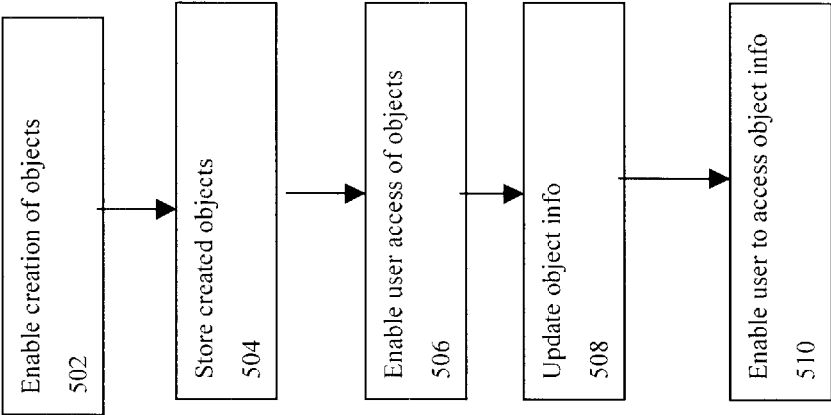 Enable creation of objects
502
Store created objects
504
Enable user access of objects
506
Update object info
508
Enable user to access object info
510